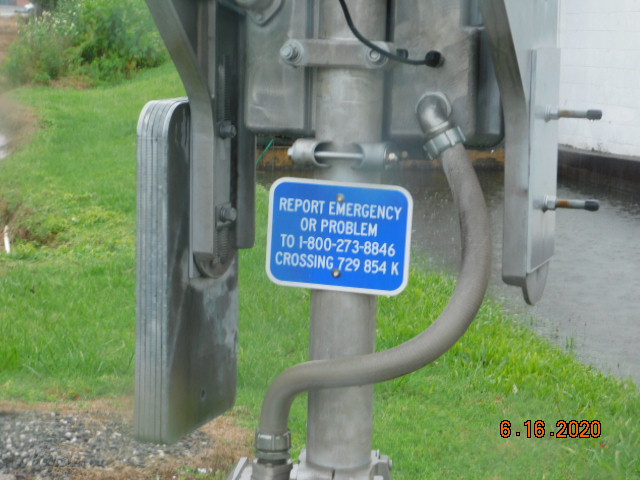 REPORT EMERGENCY
OR PROBLEM
TO 1-800-273-8846
CROSSING 729 854 K
6.16.2020